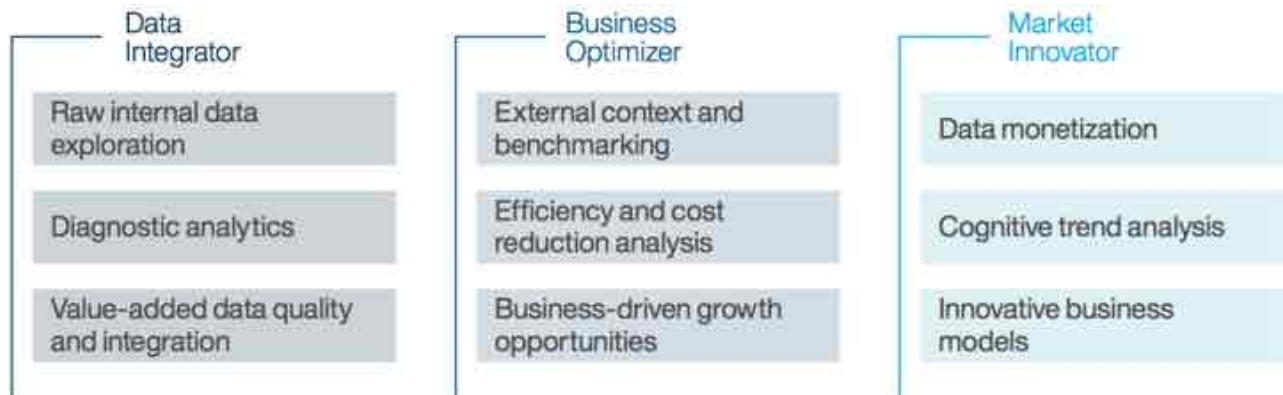 Data
Integrator
Raw internal data
exploration
Diagnostic analytics
Value-added data quality
and integration
Business
Optimizer
External context and
benchmarking
Efficiency and cost
reduction analysis
Business-driven growth
opportunities
Market
Innovator
Data monetization
Cognitive trend analysis
Innovative business
models